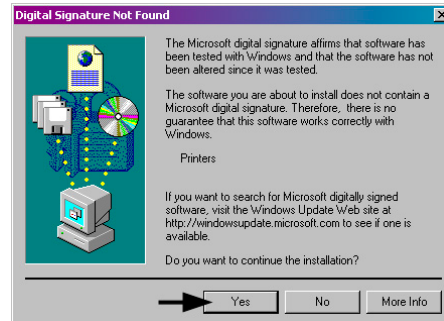 Digital Signature Not Found
The Microsoft digital signature affirms that software has
been tested with Windows and that the software has not
been altered since it was tested.
The software you are about to install does not contain a
Microsoft digital signature. Therefore, there is no
guarantee that this software works correctly with
Windows.
Printers
If you want to search for Microsoft digitally signed
software, visit the Windows Update Web site at
http://windowsupdate.microsoft.com to see if one is
available.
Do you want to continue the installation?
Yes
No
More Info